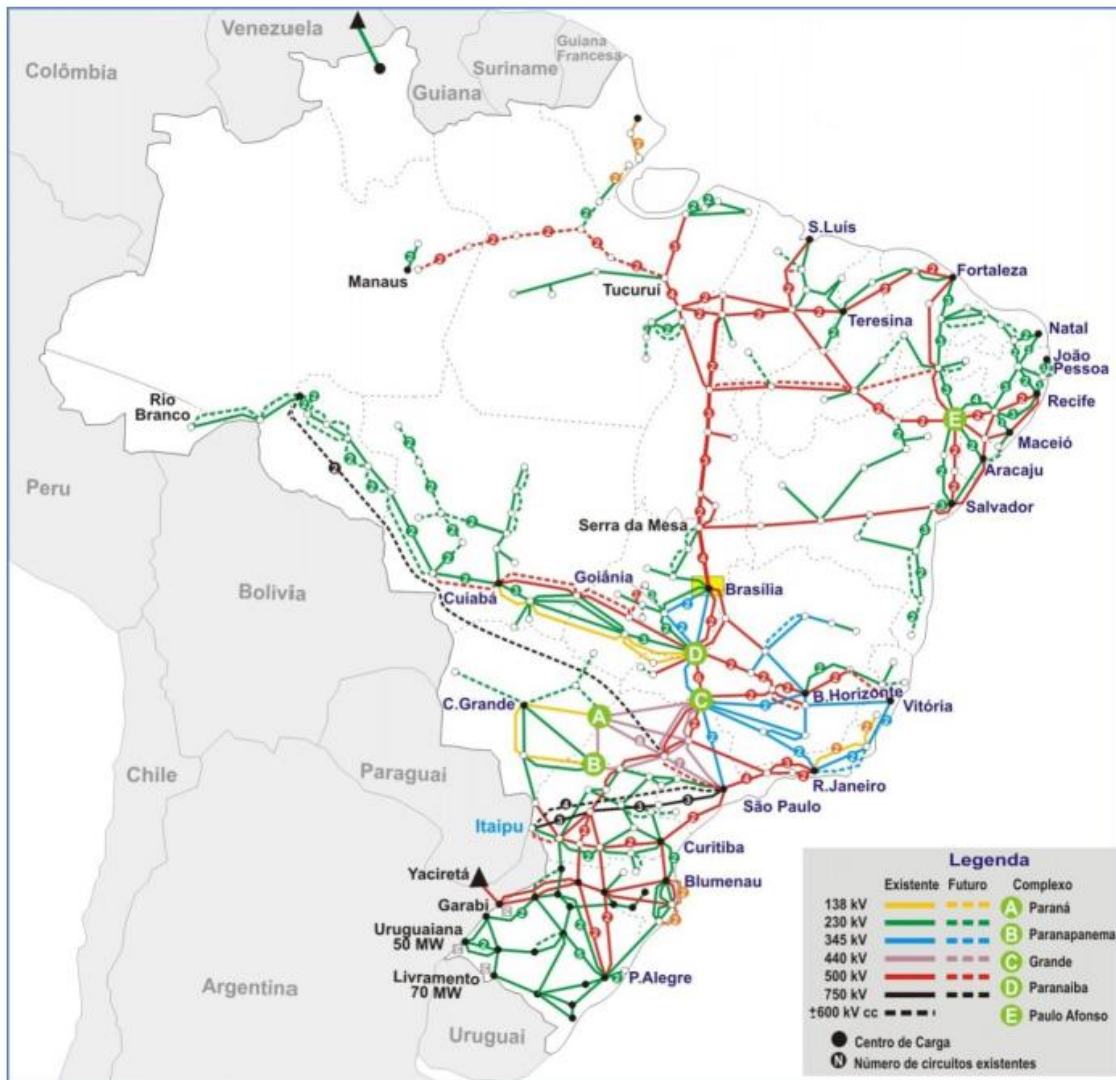 Venezuela
Guiana
Francesa
Suriname
Colômbia
Guiana
S.Luís
Manaus
Tucuruí
Fortaleza
Teresina
Natal
João
Pessoa
Rio
Branco
Recife
E
Maceió
Aracaju
Peru
Salvador
Serra da Mesa
Goiânia
Bolivia
Cuiabá
Brasília
D
C.Grande
A
C
B.Horizonte
Vitória
Chile
Paraguai
B
R.Janeiro
São Paulo
Itaipu
Curitiba
Yaciretá
Blumenau
Garabi
Uruguaiana
50 MW
Livramento
70 MW
P.Alegre
Argentina
Uruguai
Legenda
Existente Futuro Complexo
138 kV A Paraná
230 kV B Paranapanema
345 kV
440 kV C Grande
500 kV D Paranaiba
750 kV
±600 kV cc E Paulo Afonso
Centro de Carga
N Número de circuitos existentes